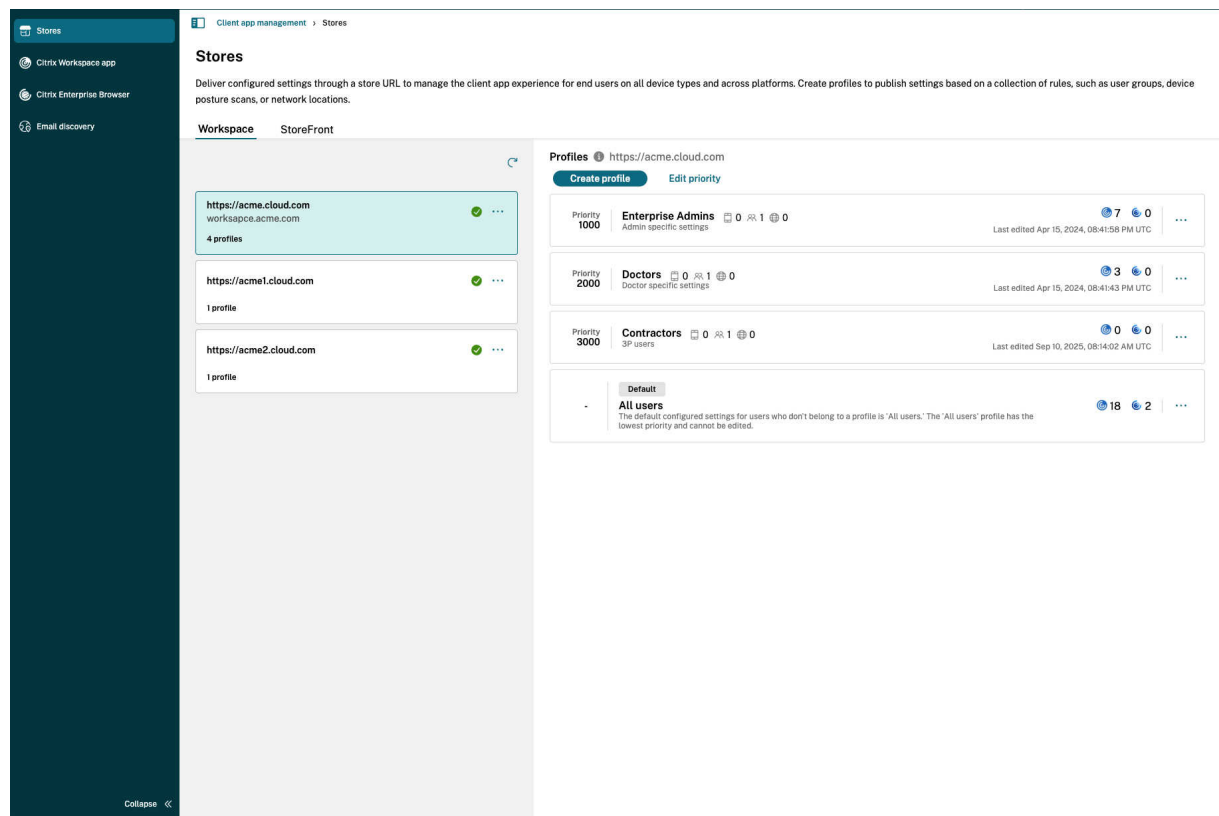 Stores
Citrix Workspace app
Citrix Enterprise Browser
Email discovery
Collapse
Client app management › Stores
Stores
Deliver configured settings through a store URL to manage the client app experience for end users on all device types and across platforms. Create profiles to publish settings based on a collection of rules, such as user groups, device
posture scans, or network locations.
Workspace StoreFront
https://acme.cloud.com
worksapce.acme.com
4 profiles
https://acme1.cloud.com
1 profile
https://acme2.cloud.com
1 profile
Profiles https://acme.cloud.com
Create profile Edit priority
Priority
1000
Enterprise Admins 0 1 0
Admin specific settings
7 0
Last edited Apr 15, 2024, 08:41:58 PM UTC
Priority
2000
Doctors 0 1 0
Doctor specific settings
3 0
Last edited Apr 15, 2024, 08:41:43 PM UTC
Priority
3000
Contractors 0 1 0
3P users
0 0
Last edited Sep 10, 2025, 08:14:02 AM UTC
-
Default
All users
The default configured settings for users who don't belong to a profile is 'All users.' The 'All users' profile has the
lowest priority and cannot be edited.
18 2